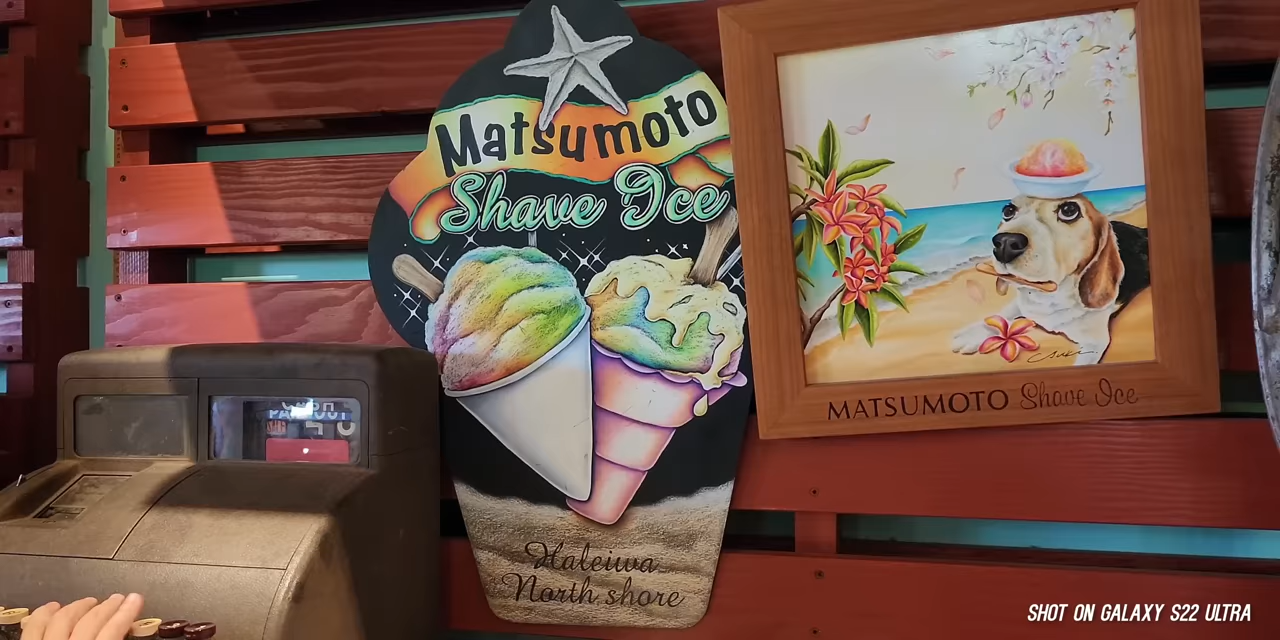 Matsumoto
Shave Ice
Haleiwa
North shore
MATSUMOTO Shave Ice
SHOT ON GALAXY S22 ULTRA